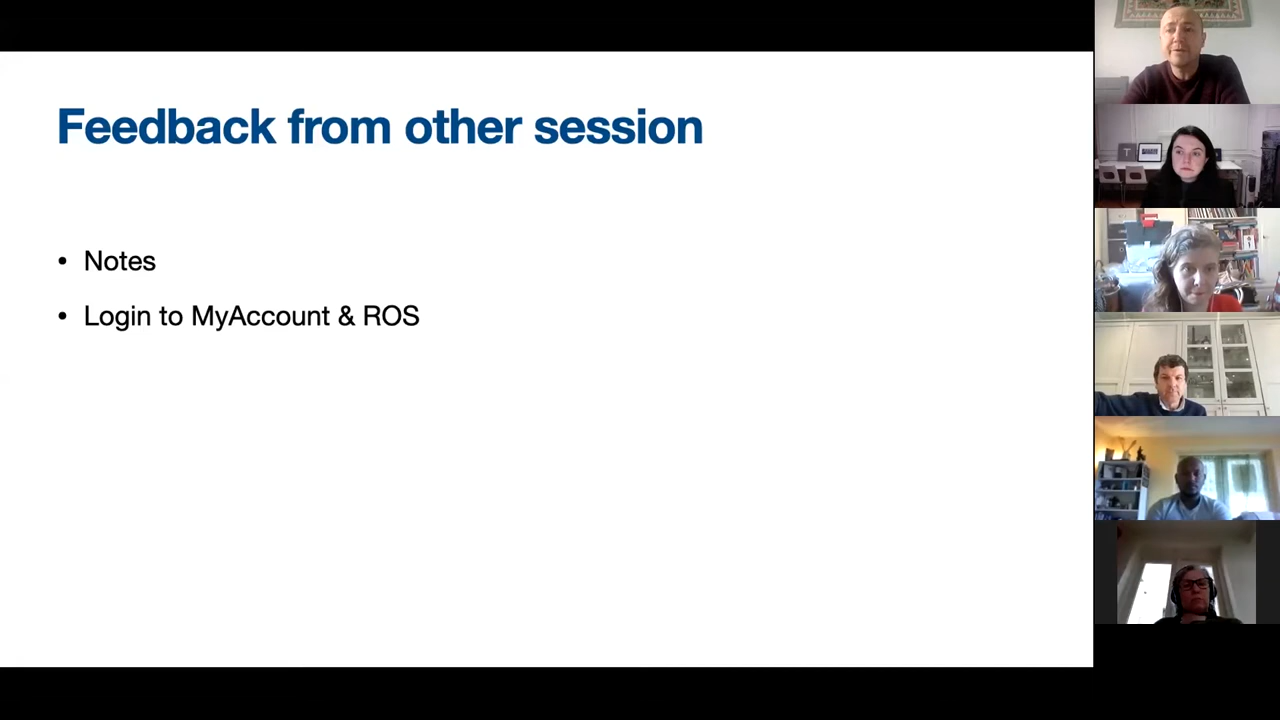 Feedback from other session
• Notes
• Login to MyAccount & ROS